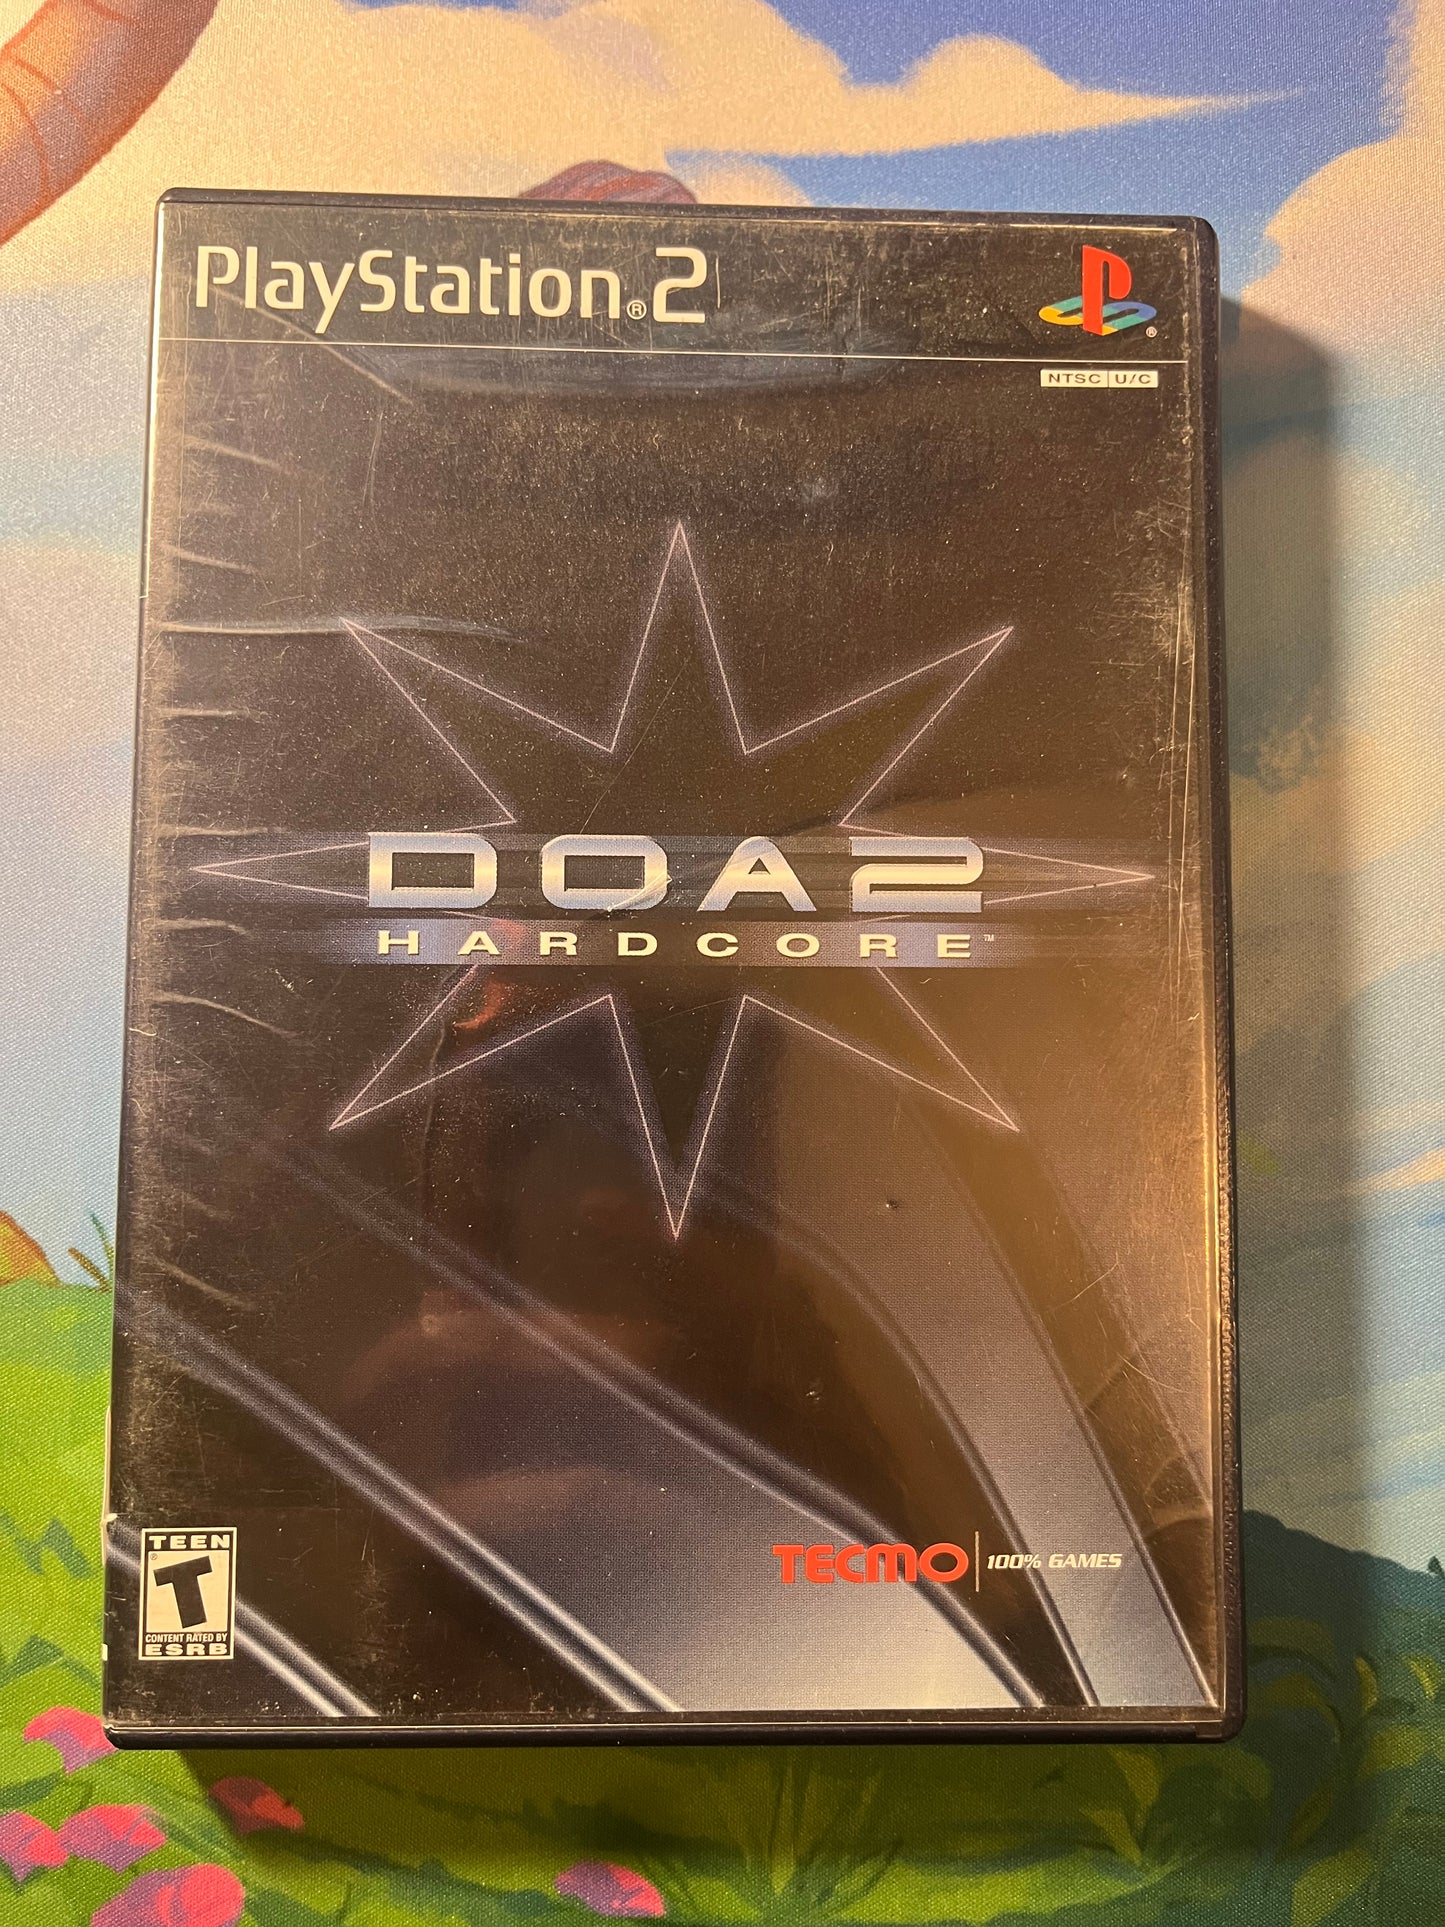 PlayStation®2
®
NTSC U/C
DOA2
HARDCORE™
TEEN
®
T
CONTENT RATED BY
ESRB
TECMO 100% GAMES